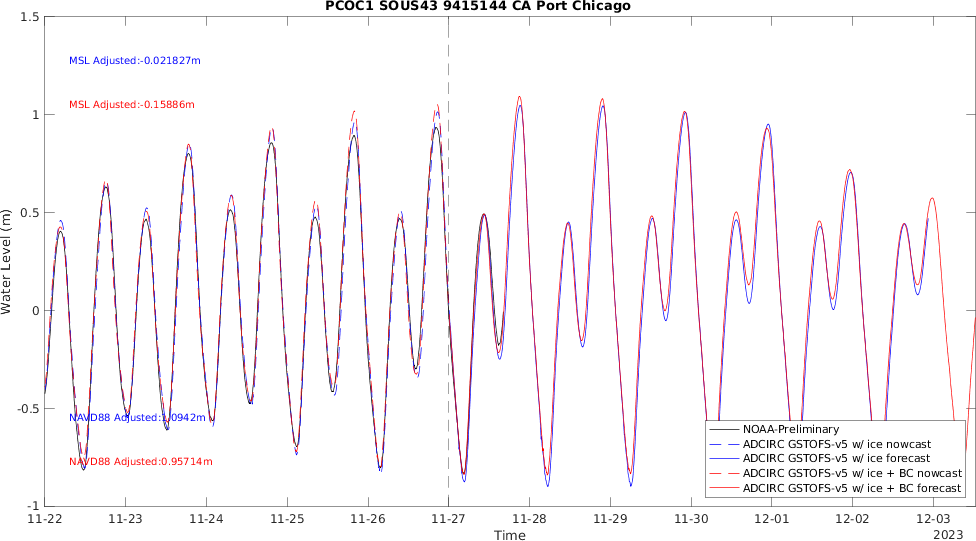 PCOC1 SOUS43 9415144 CA Port Chicago
1.5
1
0.5
0
-0.5
-1
Water Level (m)
MSL Adjusted:-0.021827m
MSL Adjusted:-0.15886m
NAVD88 Adjusted:1.0942m
NAVD88 Adjusted:0.95714m
NOAA-Preliminary
ADCIRC GSTOFS-v5 w/ ice nowcast
ADCIRC GSTOFS-v5 w/ ice forecast
ADCIRC GSTOFS-v5 w/ ice + BC nowcast
ADCIRC GSTOFS-v5 w/ ice + BC forecast
11-22 11-23 11-24 11-25 11-26 11-27 11-28 11-29 11-30 12-01 12-02 12-03
2023
Time